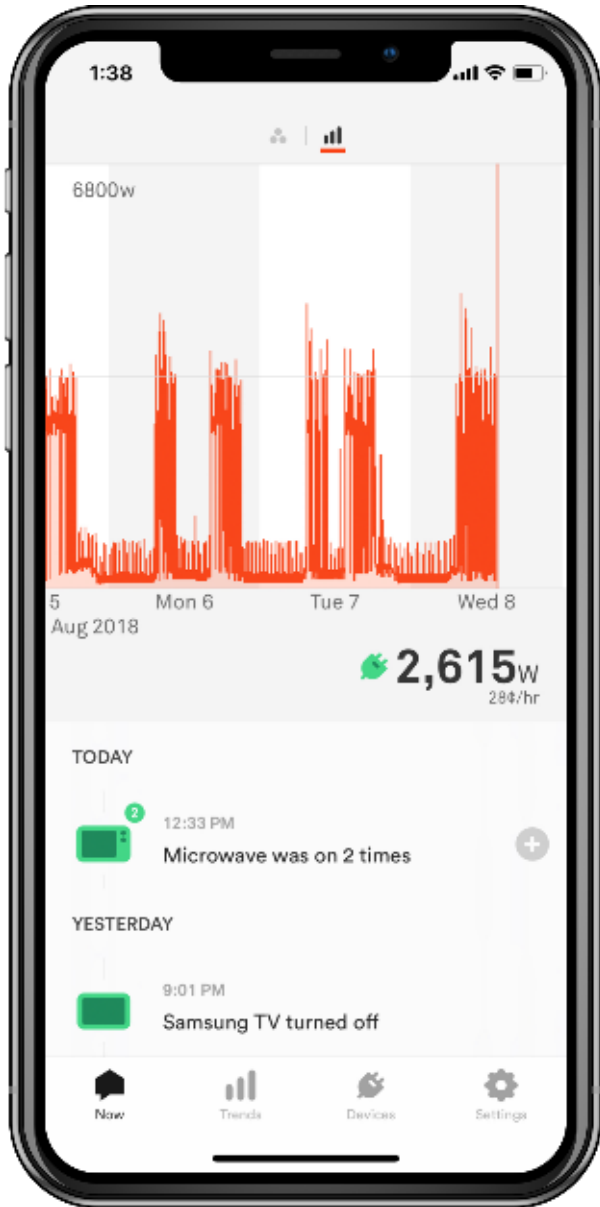 1:38
6800w
5 Mon 6 Tue 7 Wed 8
Aug 2018
2,615w
28¢/hr
TODAY
2
12:33 PM
Microwave was on 2 times
YESTERDAY
9:01 PM
Samsung TV turned off
Now Trends Devices Settings